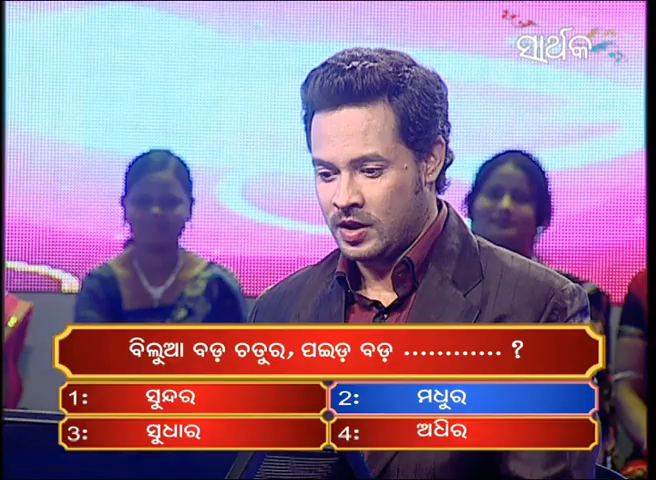 ସାର୍ଥକ
ବିଲୁଆ ବଡ଼ ଚତୁର, ପଇଡ଼ ବଡ଼ ............ ?
1: ସୁନ୍ଦର
2: ମଧୁର
3: ସୁଧାର
4: ଅଧିର